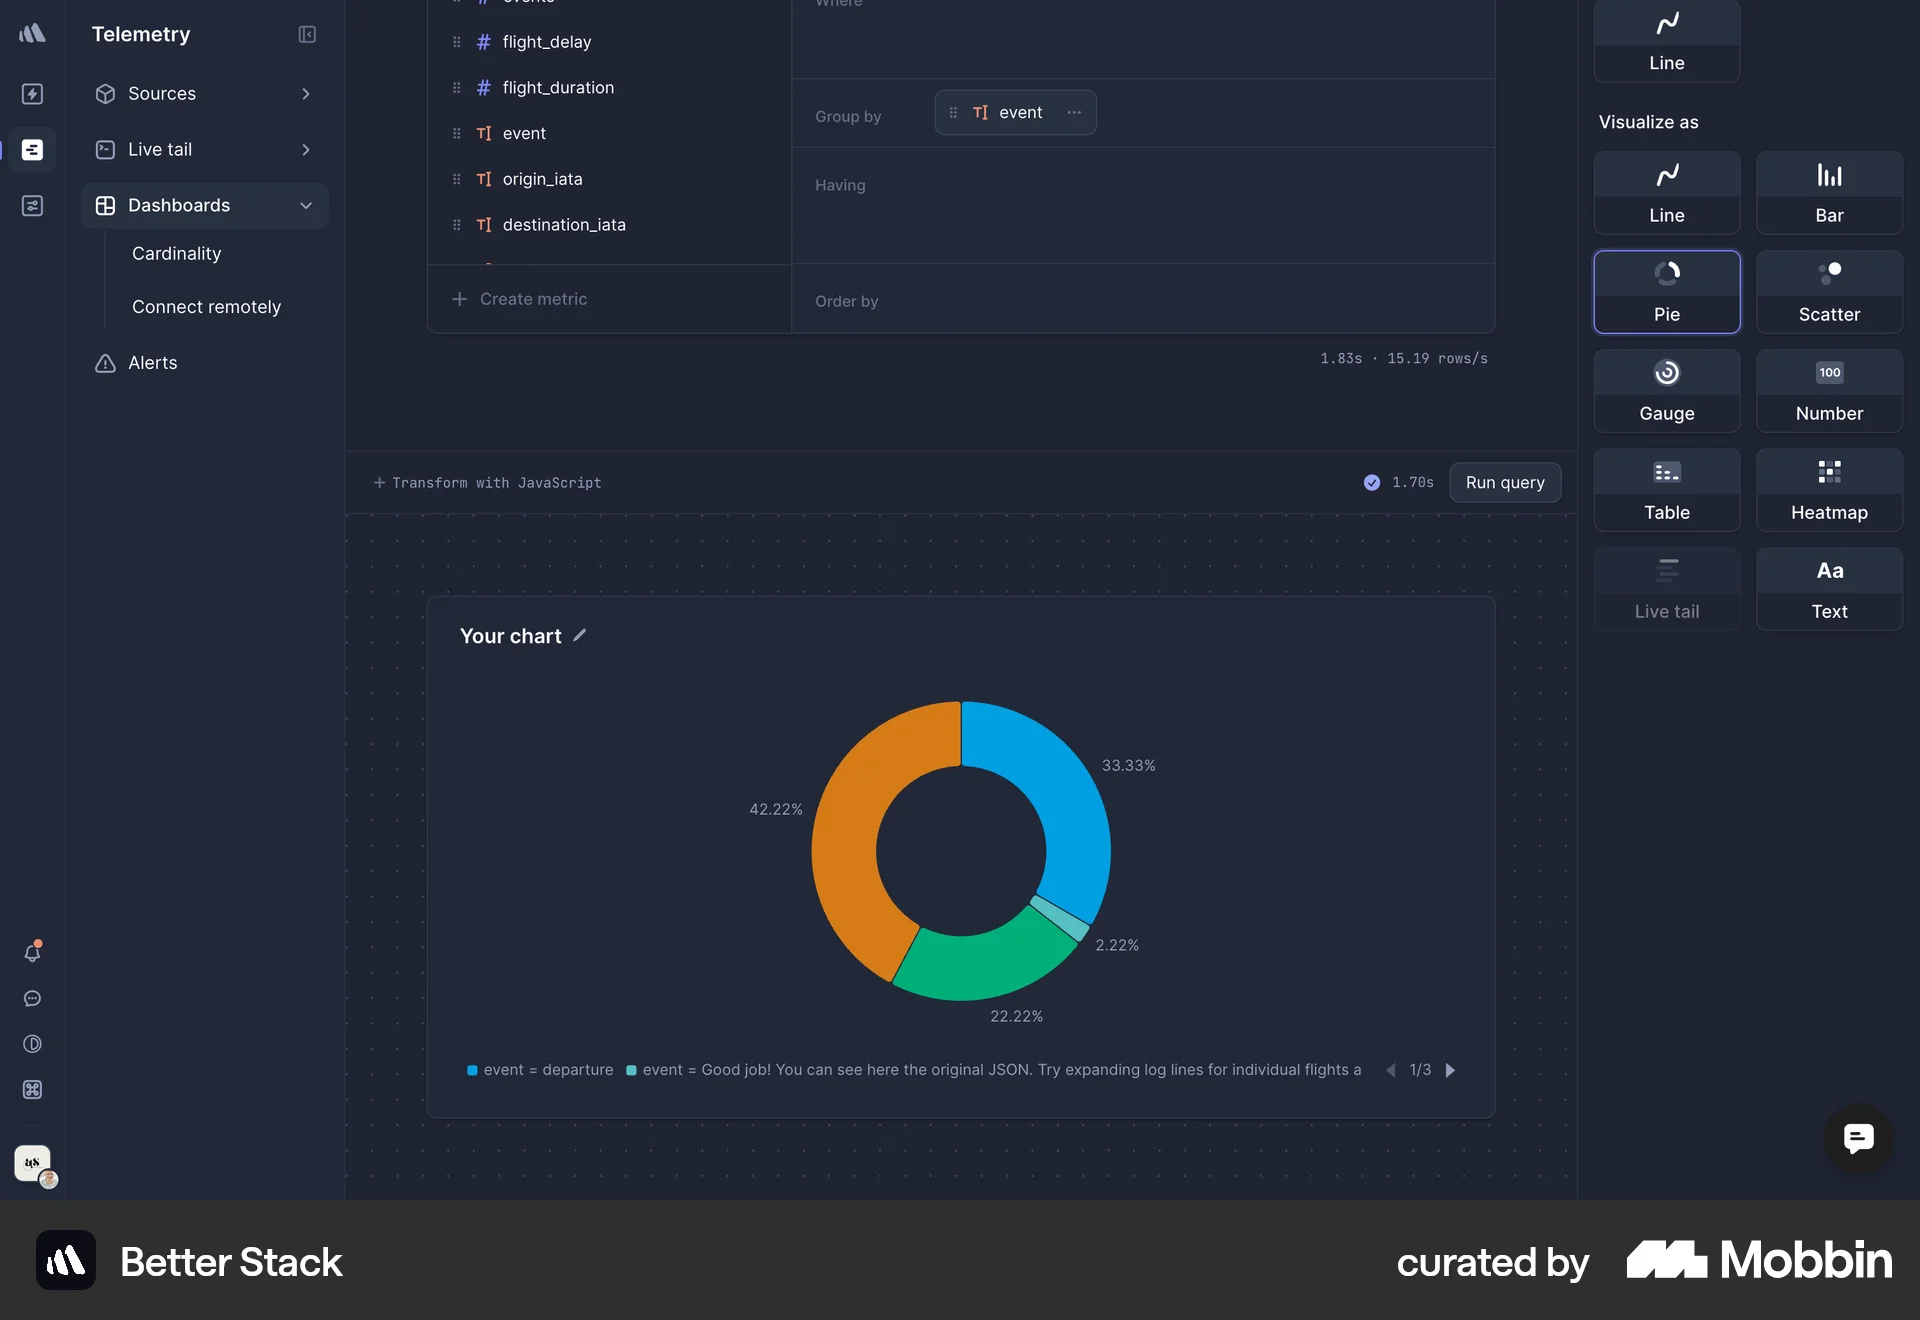 Telemetry
Sources
Live tail
Dashboards
Cardinality
Connect remotely
Alerts
events
flight_delay
flight_duration
event
origin_iata
destination_iata
Create metric
Where
Group by
event
Having
Order by
1.83s · 15.19 rows/s
Transform with JavaScript
1.70s
Run query
Your chart
33.33%
42.22%
2.22%
22.22%
event = departure
event = Good job! You can see here the original JSON. Try expanding log lines for individual flights a
1/3
Line
Visualize as
Line
Bar
Pie
Scatter
Gauge
100
Number
Table
Heatmap
Live tail
Aa
Text
Better Stack
curated by
Mobbin